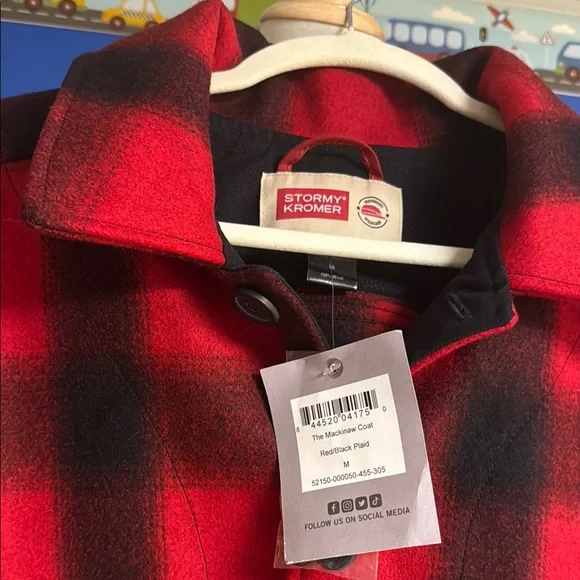 STORMY®
KROMER
M
8 44520 04175 0
The Mackinaw Coat
Red/Black Plaid
M
52150-000050-455-305
FOLLOW US ON SOCIAL MEDIA